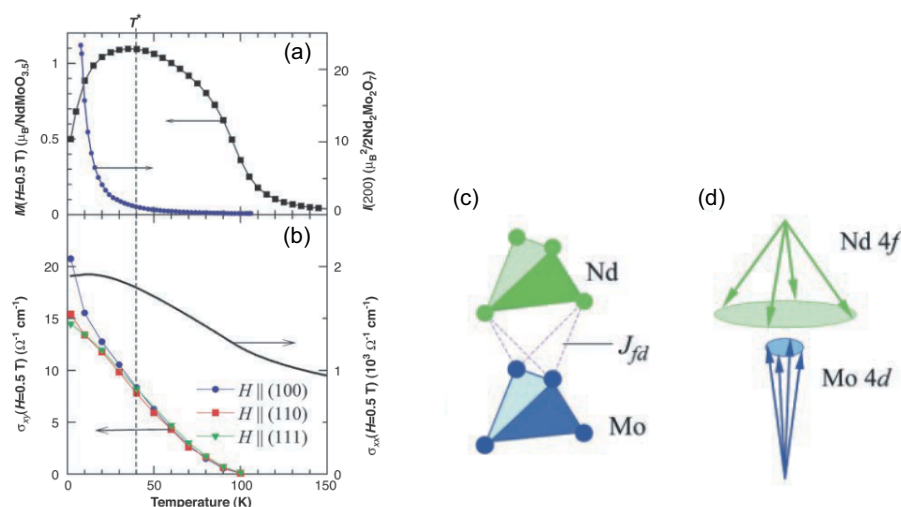 T*
(a)
1
0.5
0
M(H=0.5 T) (μB/NdMoO3.5)
20
10
0
I(200) (μB²/2Nd2Mo2O7)
(b)
20
15
10
5
0
σxy(H=0.5 T) (Ω⁻¹ cm⁻¹)
2
1
0
σxx(H=0.5 T) (10³ Ω⁻¹ cm⁻¹)
H || (100)
H || (110)
H || (111)
0 50 100 150
Temperature (K)
(c)
Nd
Jfd
Mo
(d)
Nd 4f
Mo 4d